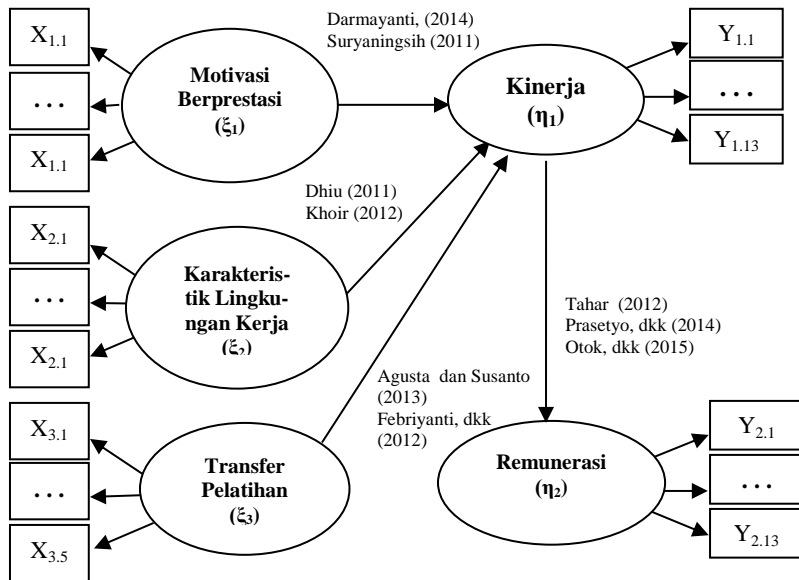 X1.1
…
X1.1
Motivasi
Berprestasi
(ξ1)
Darmayanti, (2014)
Suryaningsih (2011)
Kinerja
(η1)
Y1.1
…
Y1.13
X2.1
…
X2.1
Karakteris-
tik Lingku-
ngan Kerja
(ξ2)
Dhiu (2011)
Khoir (2012)
Tahar (2012)
Prasetyo, dkk (2014)
Otok, dkk (2015)
X3.1
…
X3.5
Transfer
Pelatihan
(ξ3)
Agusta dan Susanto
(2013)
Febriyanti, dkk
(2012)
Remunerasi
(η2)
Y2.1
…
Y2.13